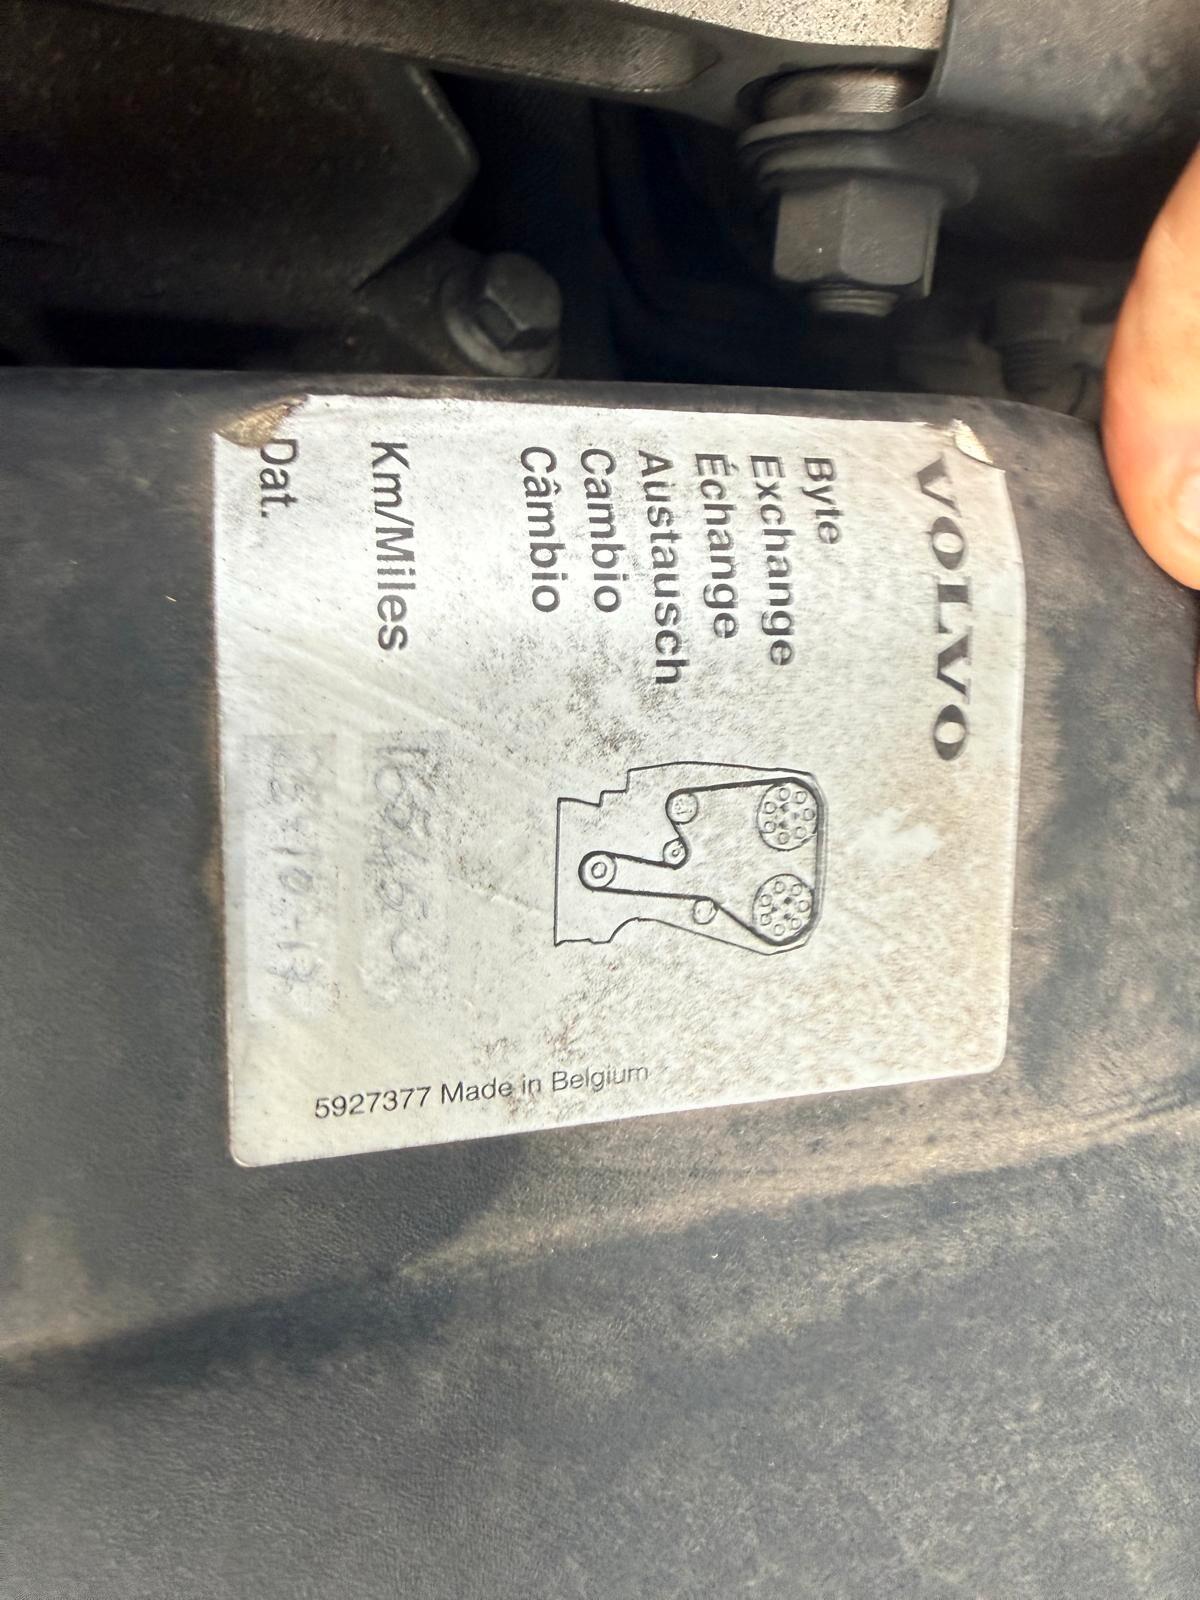 VOLVO
Byte
Exchange
Échange
Austausch
Cambio
Câmbio
Km/Miles
Dat.
5927377 Made in Belgium